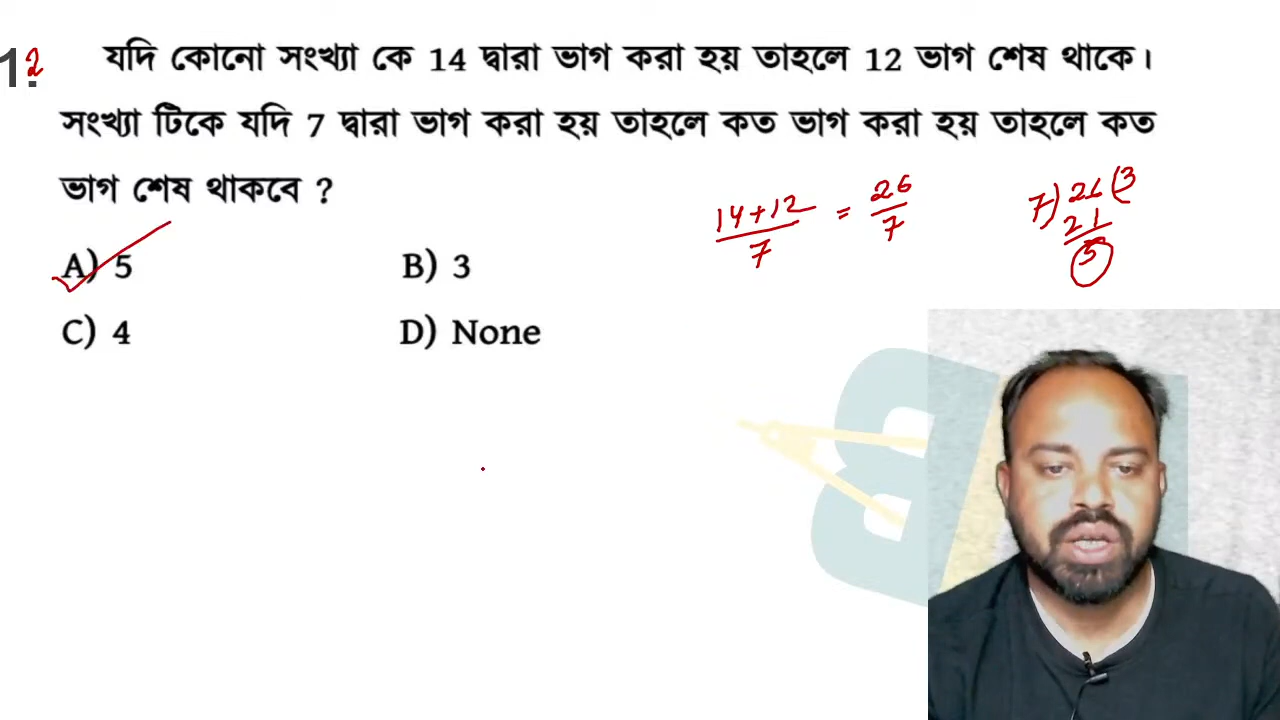 12. যদি কোনো সংখ্যা কে 14 দ্বারা ভাগ করা হয় তাহলে 12 ভাগ শেষ থাকে।
সংখ্যা টিকে যদি 7 দ্বারা ভাগ করা হয় তাহলে কত ভাগ করা হয় তাহলে কত
ভাগ শেষ থাকবে ?
A) 5 B) 3
C) 4 D) None
14+12 = 26
7 7
7) 26 (3
21
5